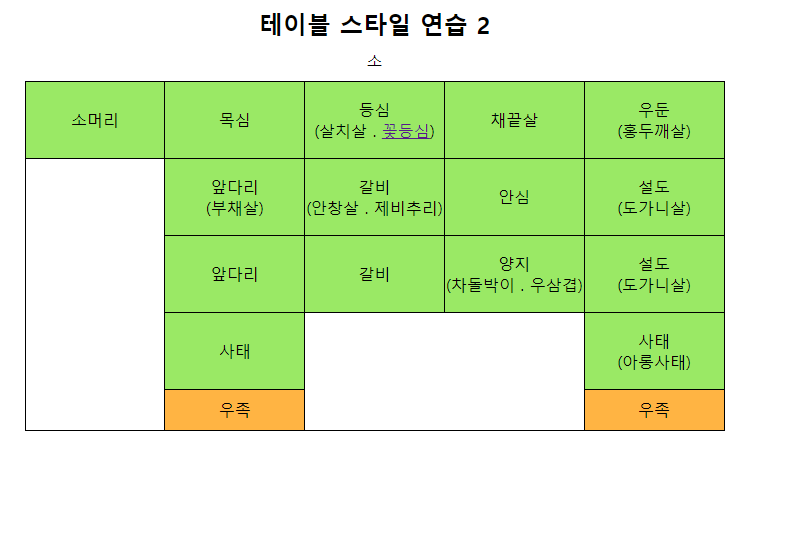 테이블 스타일 연습 2
소
소머리
목심
등심
(살치살 . 꽃등심)
채끝살
우둔
(홍두깨살)
앞다리
(부채살)
갈비
(안창살 . 제비추리)
안심
설도
(도가니살)
앞다리
갈비
양지
(차돌박이 . 우삼겹)
설도
(도가니살)
사태
사태
(아롱사태)
우족
우족